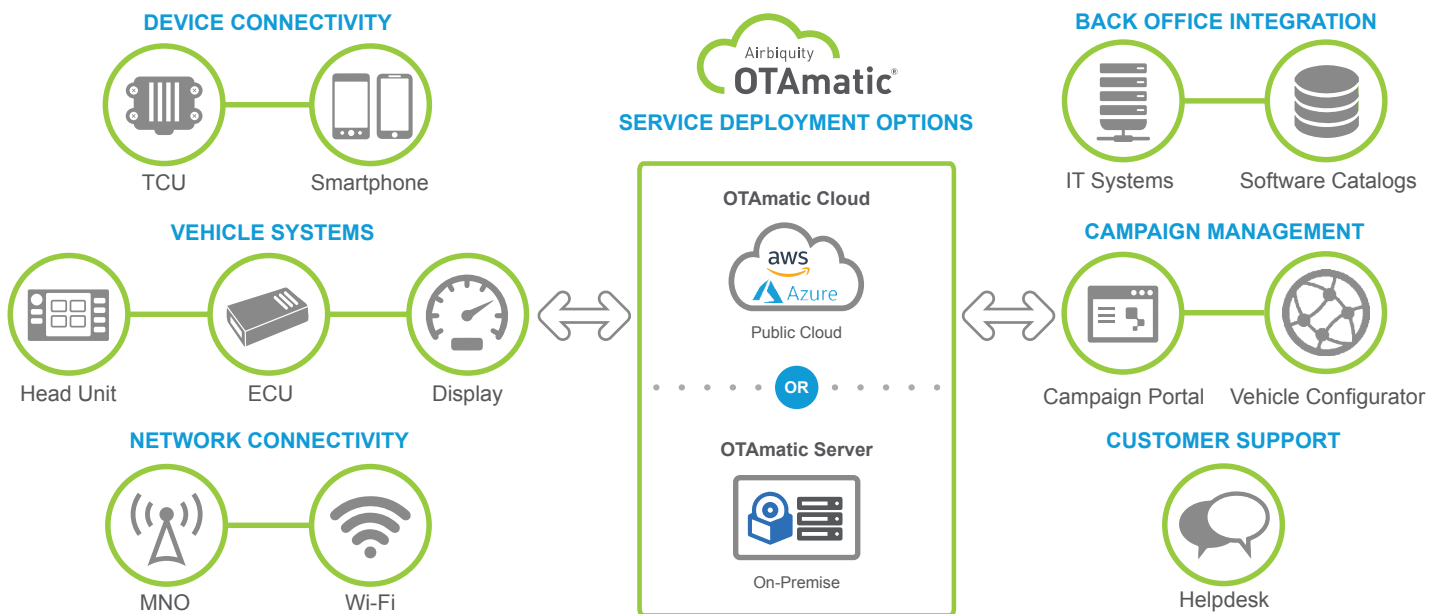 DEVICE CONNECTIVITY
TCU
Smartphone
VEHICLE SYSTEMS
Head Unit
ECU
Display
NETWORK CONNECTIVITY
MNO
Wi-Fi
Airbiquity
OTAmatic®
SERVICE DEPLOYMENT OPTIONS
OTAmatic Cloud
aws
Azure
Public Cloud
OR
OTAmatic Server
On-Premise
BACK OFFICE INTEGRATION
IT Systems
Software Catalogs
CAMPAIGN MANAGEMENT
Campaign Portal
Vehicle Configurator
CUSTOMER SUPPORT
Helpdesk